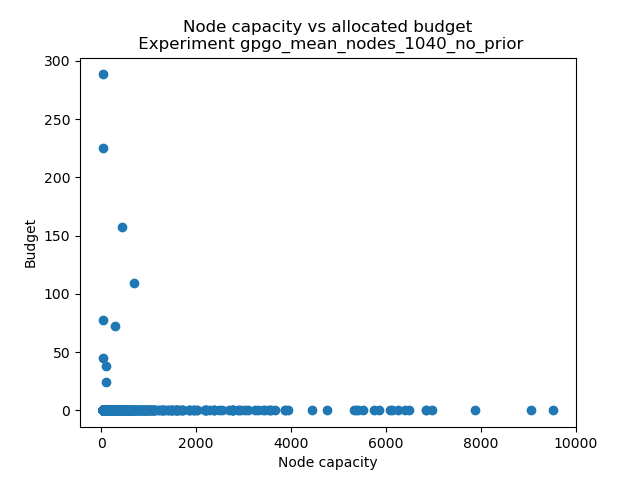 Node capacity vs allocated budget
Experiment gpgo_mean_nodes_1040_no_prior
300
250
200
150
100
50
0
Budget
0 2000 4000 6000 8000 10000
Node capacity